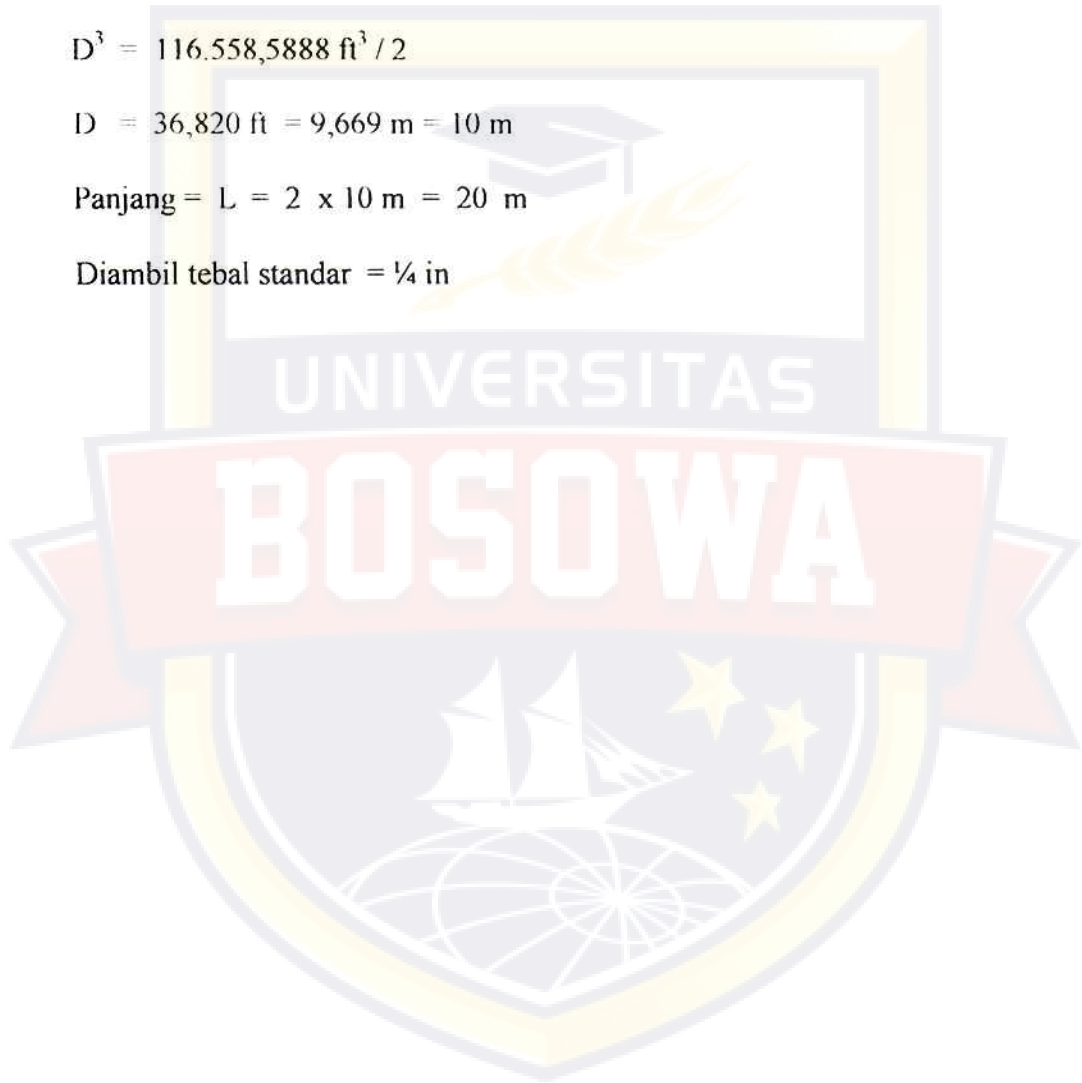 D³ = 116.558,5888 ft³ / 2
D = 36,820 ft = 9,669 m = 10 m
Panjang = L = 2 x 10 m = 20 m
Diambil tebal standar = ¼ in
UNIVERSITAS
BOSOWA